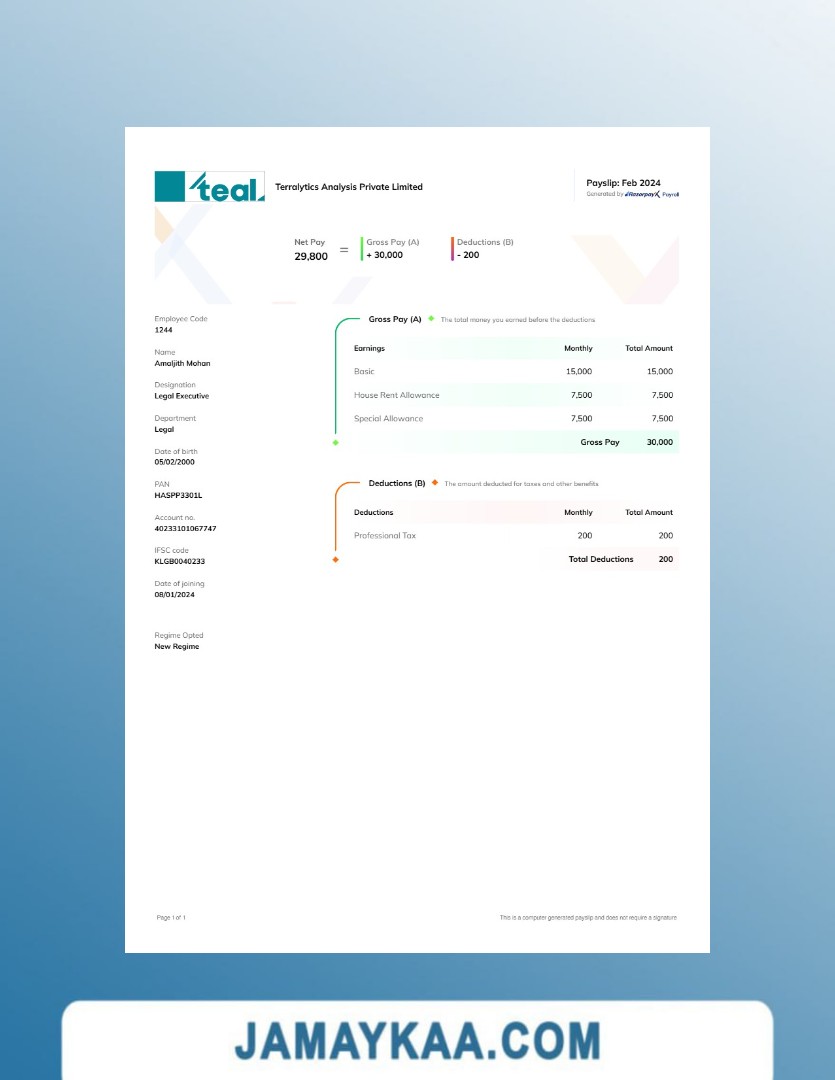 teal.
Terralytics Analysis Private Limited
Payslip: Feb 2024
Generated by RazorpayX Payroll
Net Pay = Gross Pay (A) Deductions (B)
29,800 + 30,000 - 200
Employee Code
1244
Name
Amaljith Mohan
Designation
Legal Executive
Department
Legal
Date of birth
05/02/2000
PAN
HASPP3301L
Account no.
40233101067747
IFSC code
KLGB0040233
Date of joining
08/01/2024
Regime Opted
New Regime
Gross Pay (A) The total money you earned before the deductions
Earnings Monthly Total Amount
Basic 15,000 15,000
House Rent Allowance 7,500 7,500
Special Allowance 7,500 7,500
Gross Pay 30,000
Deductions (B) The amount deducted for taxes and other benefits
Deductions Monthly Total Amount
Professional Tax 200 200
Total Deductions 200
Page 1 of 1
This is a computer generated payslip and does not require a signature
JAMAYKAA.COM